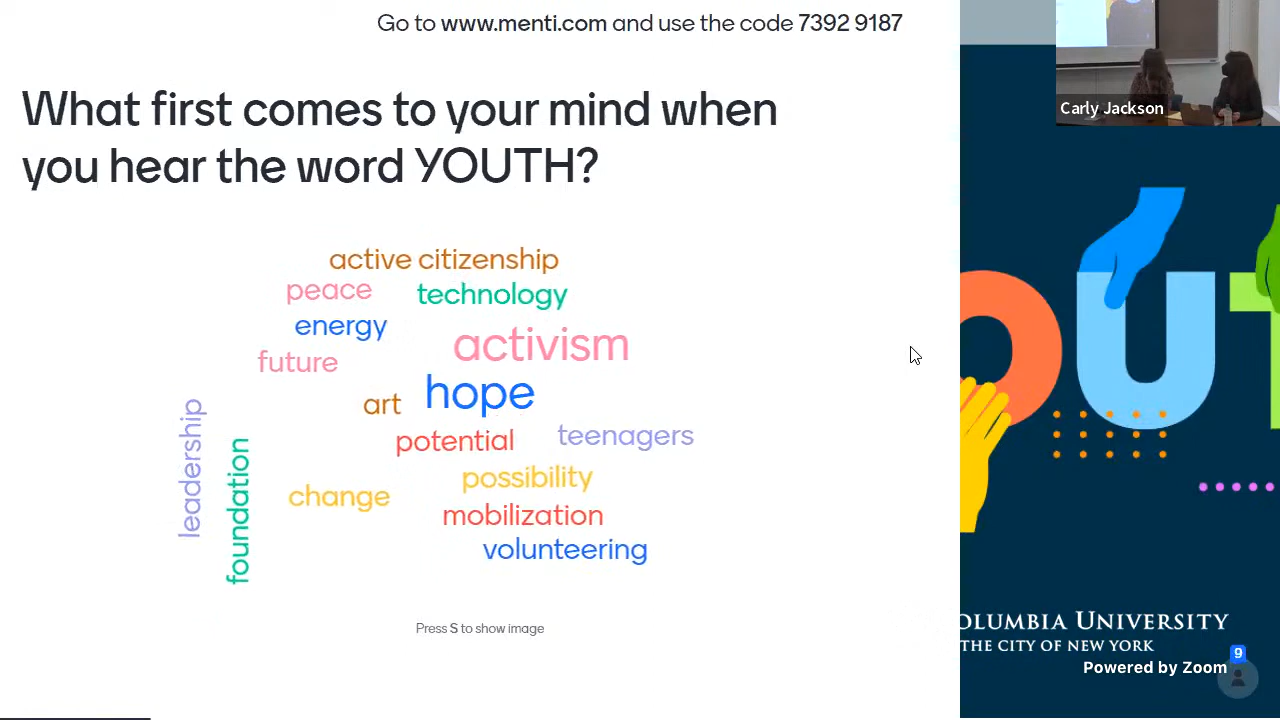 Go to www.menti.com and use the code 7392 9187
What first comes to your mind when
you hear the word YOUTH?
active citizenship
peace
technology
energy
activism
future
hope
art
leadership
potential
teenagers
foundation
possibility
change
mobilization
volunteering
Press S to show image
Carly Jackson
OUT
OLUMBIA UNIVERSITY
THE CITY OF NEW YORK
9
Powered by Zoom